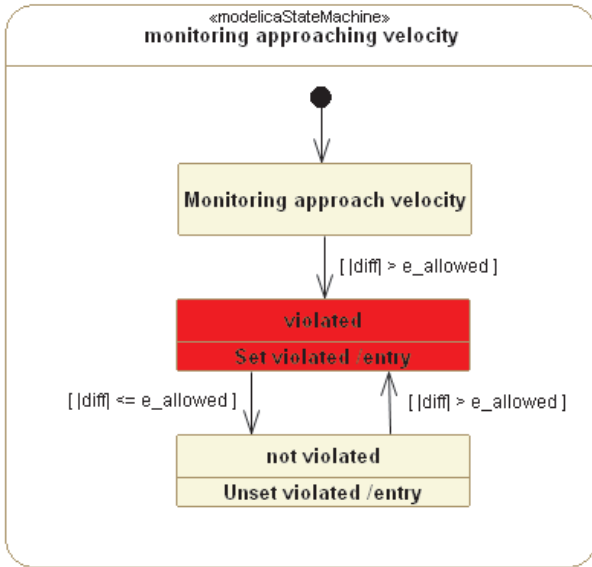 «modelicaStateMachine»
monitoring approaching velocity
Monitoring approach velocity
[ |diff| > e_allowed ]
violated
Set violated /entry
[ |diff| <= e_allowed ]
[ |diff| > e_allowed ]
not violated
Unset violated /entry